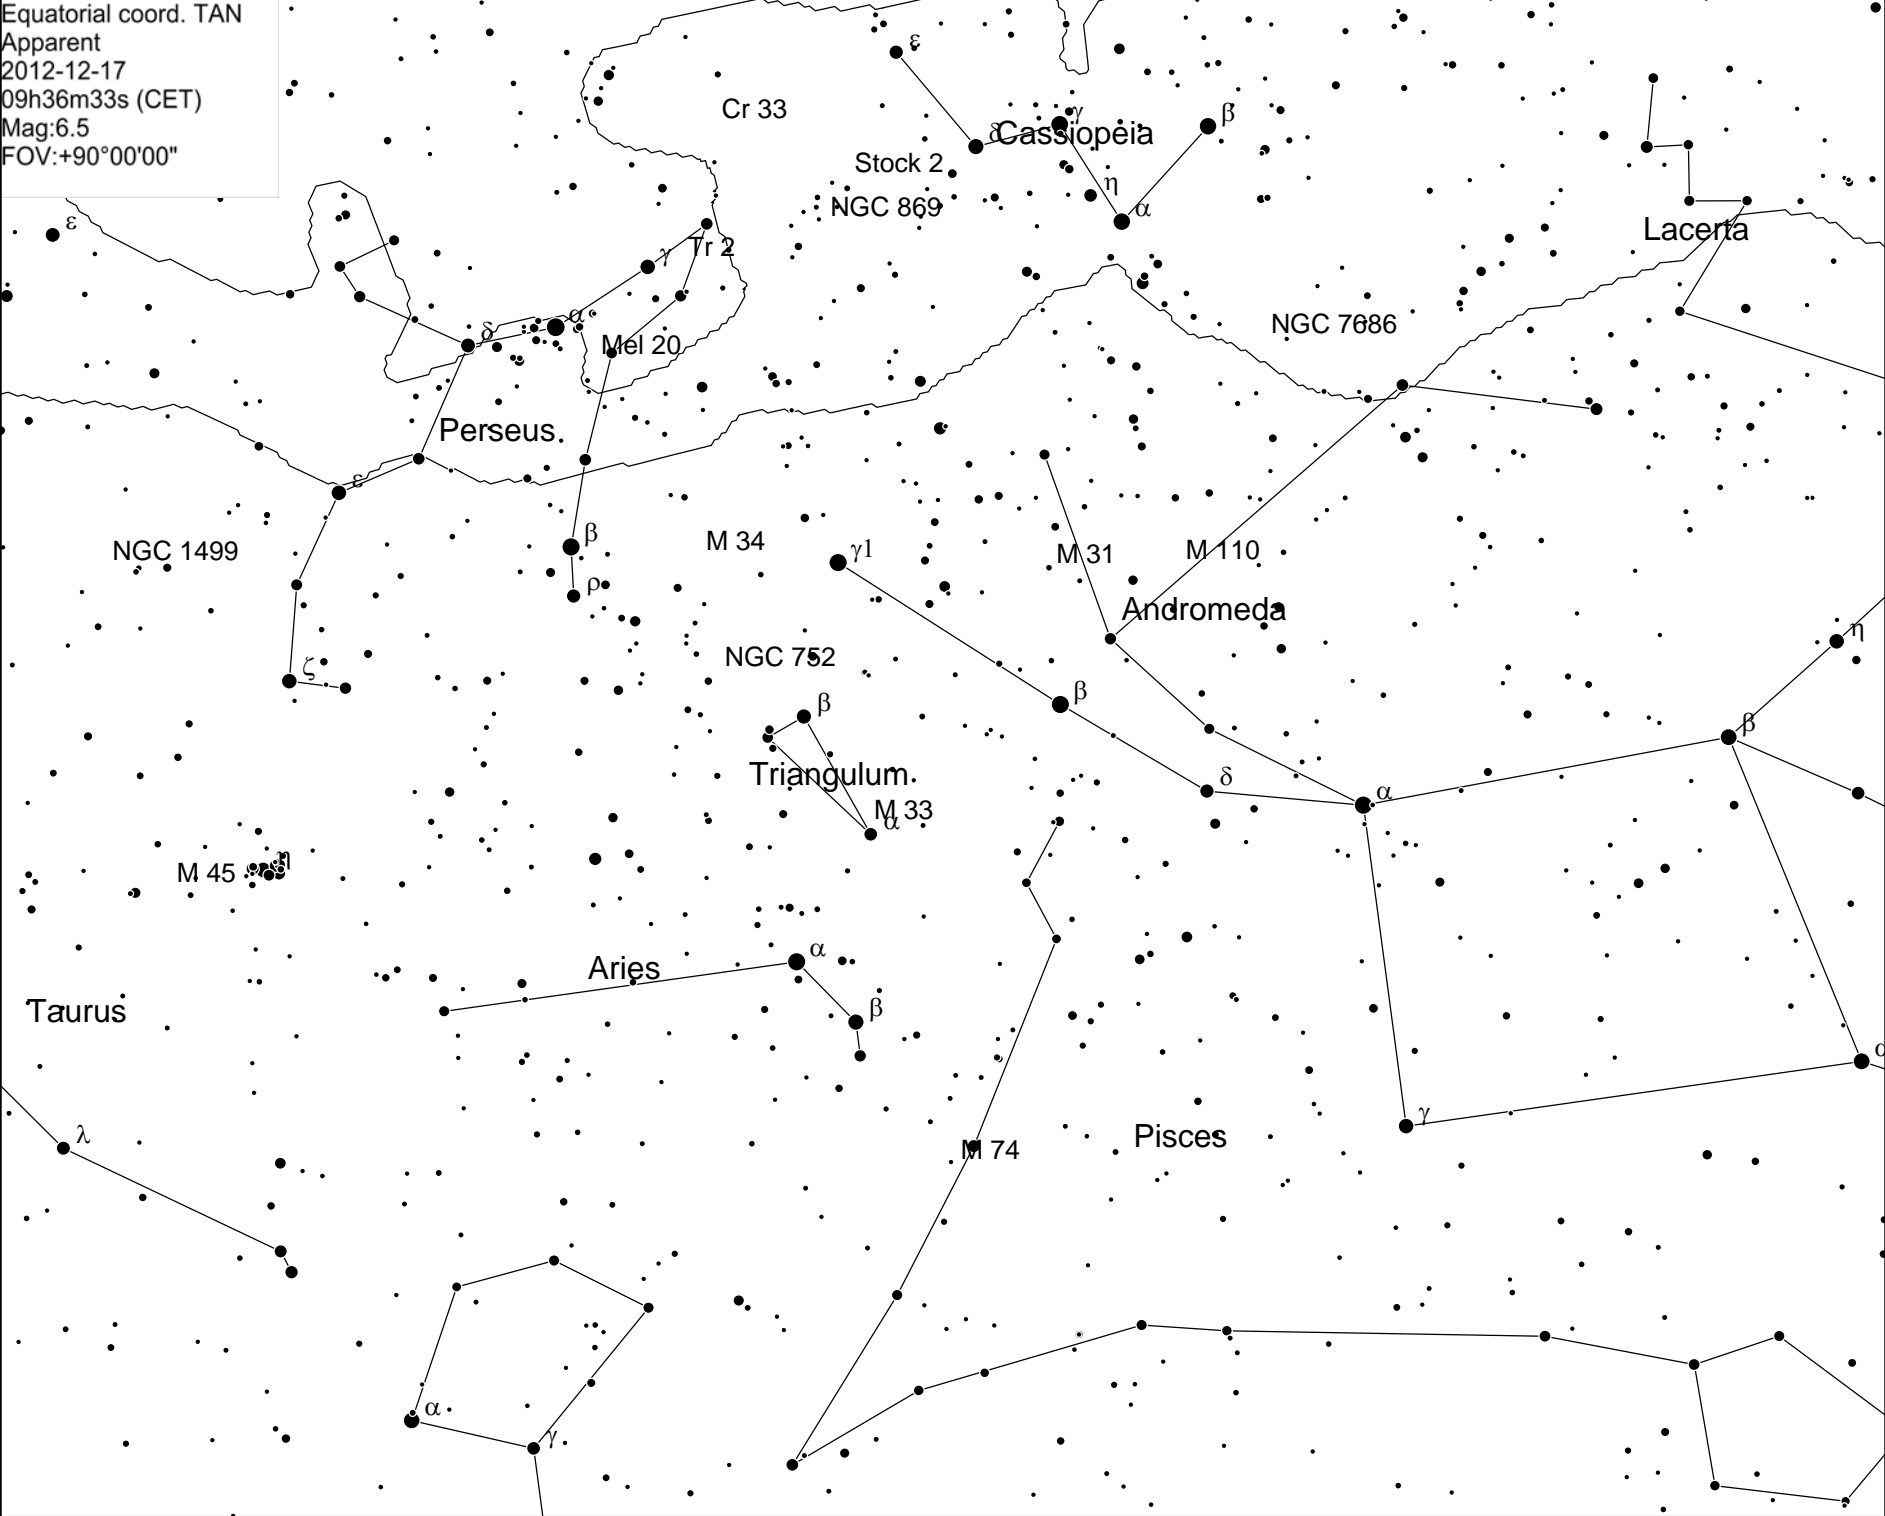 Equatorial coord. TAN
Apparent
2012-12-17
09h36m33s (CET)
Mag:6.5
FOV:+90°00'00"
ε
Cr 33
γ
β
δ
Cassiopeia
Stock 2
η
NGC 869
α
ε
Lacerta
γ
Tr 2
α
δ
NGC 7686
Mel 20
Perseus
ε
β
M 34
γ1
M 31
M 110
NGC 1499
ρ
Andromeda
η
NGC 752
ζ
β
β
β
Triangulum
δ
α
M 33
α
η
M 45
α
Aries
β
Taurus
α
γ
λ
Pisces
M 74
α
γ